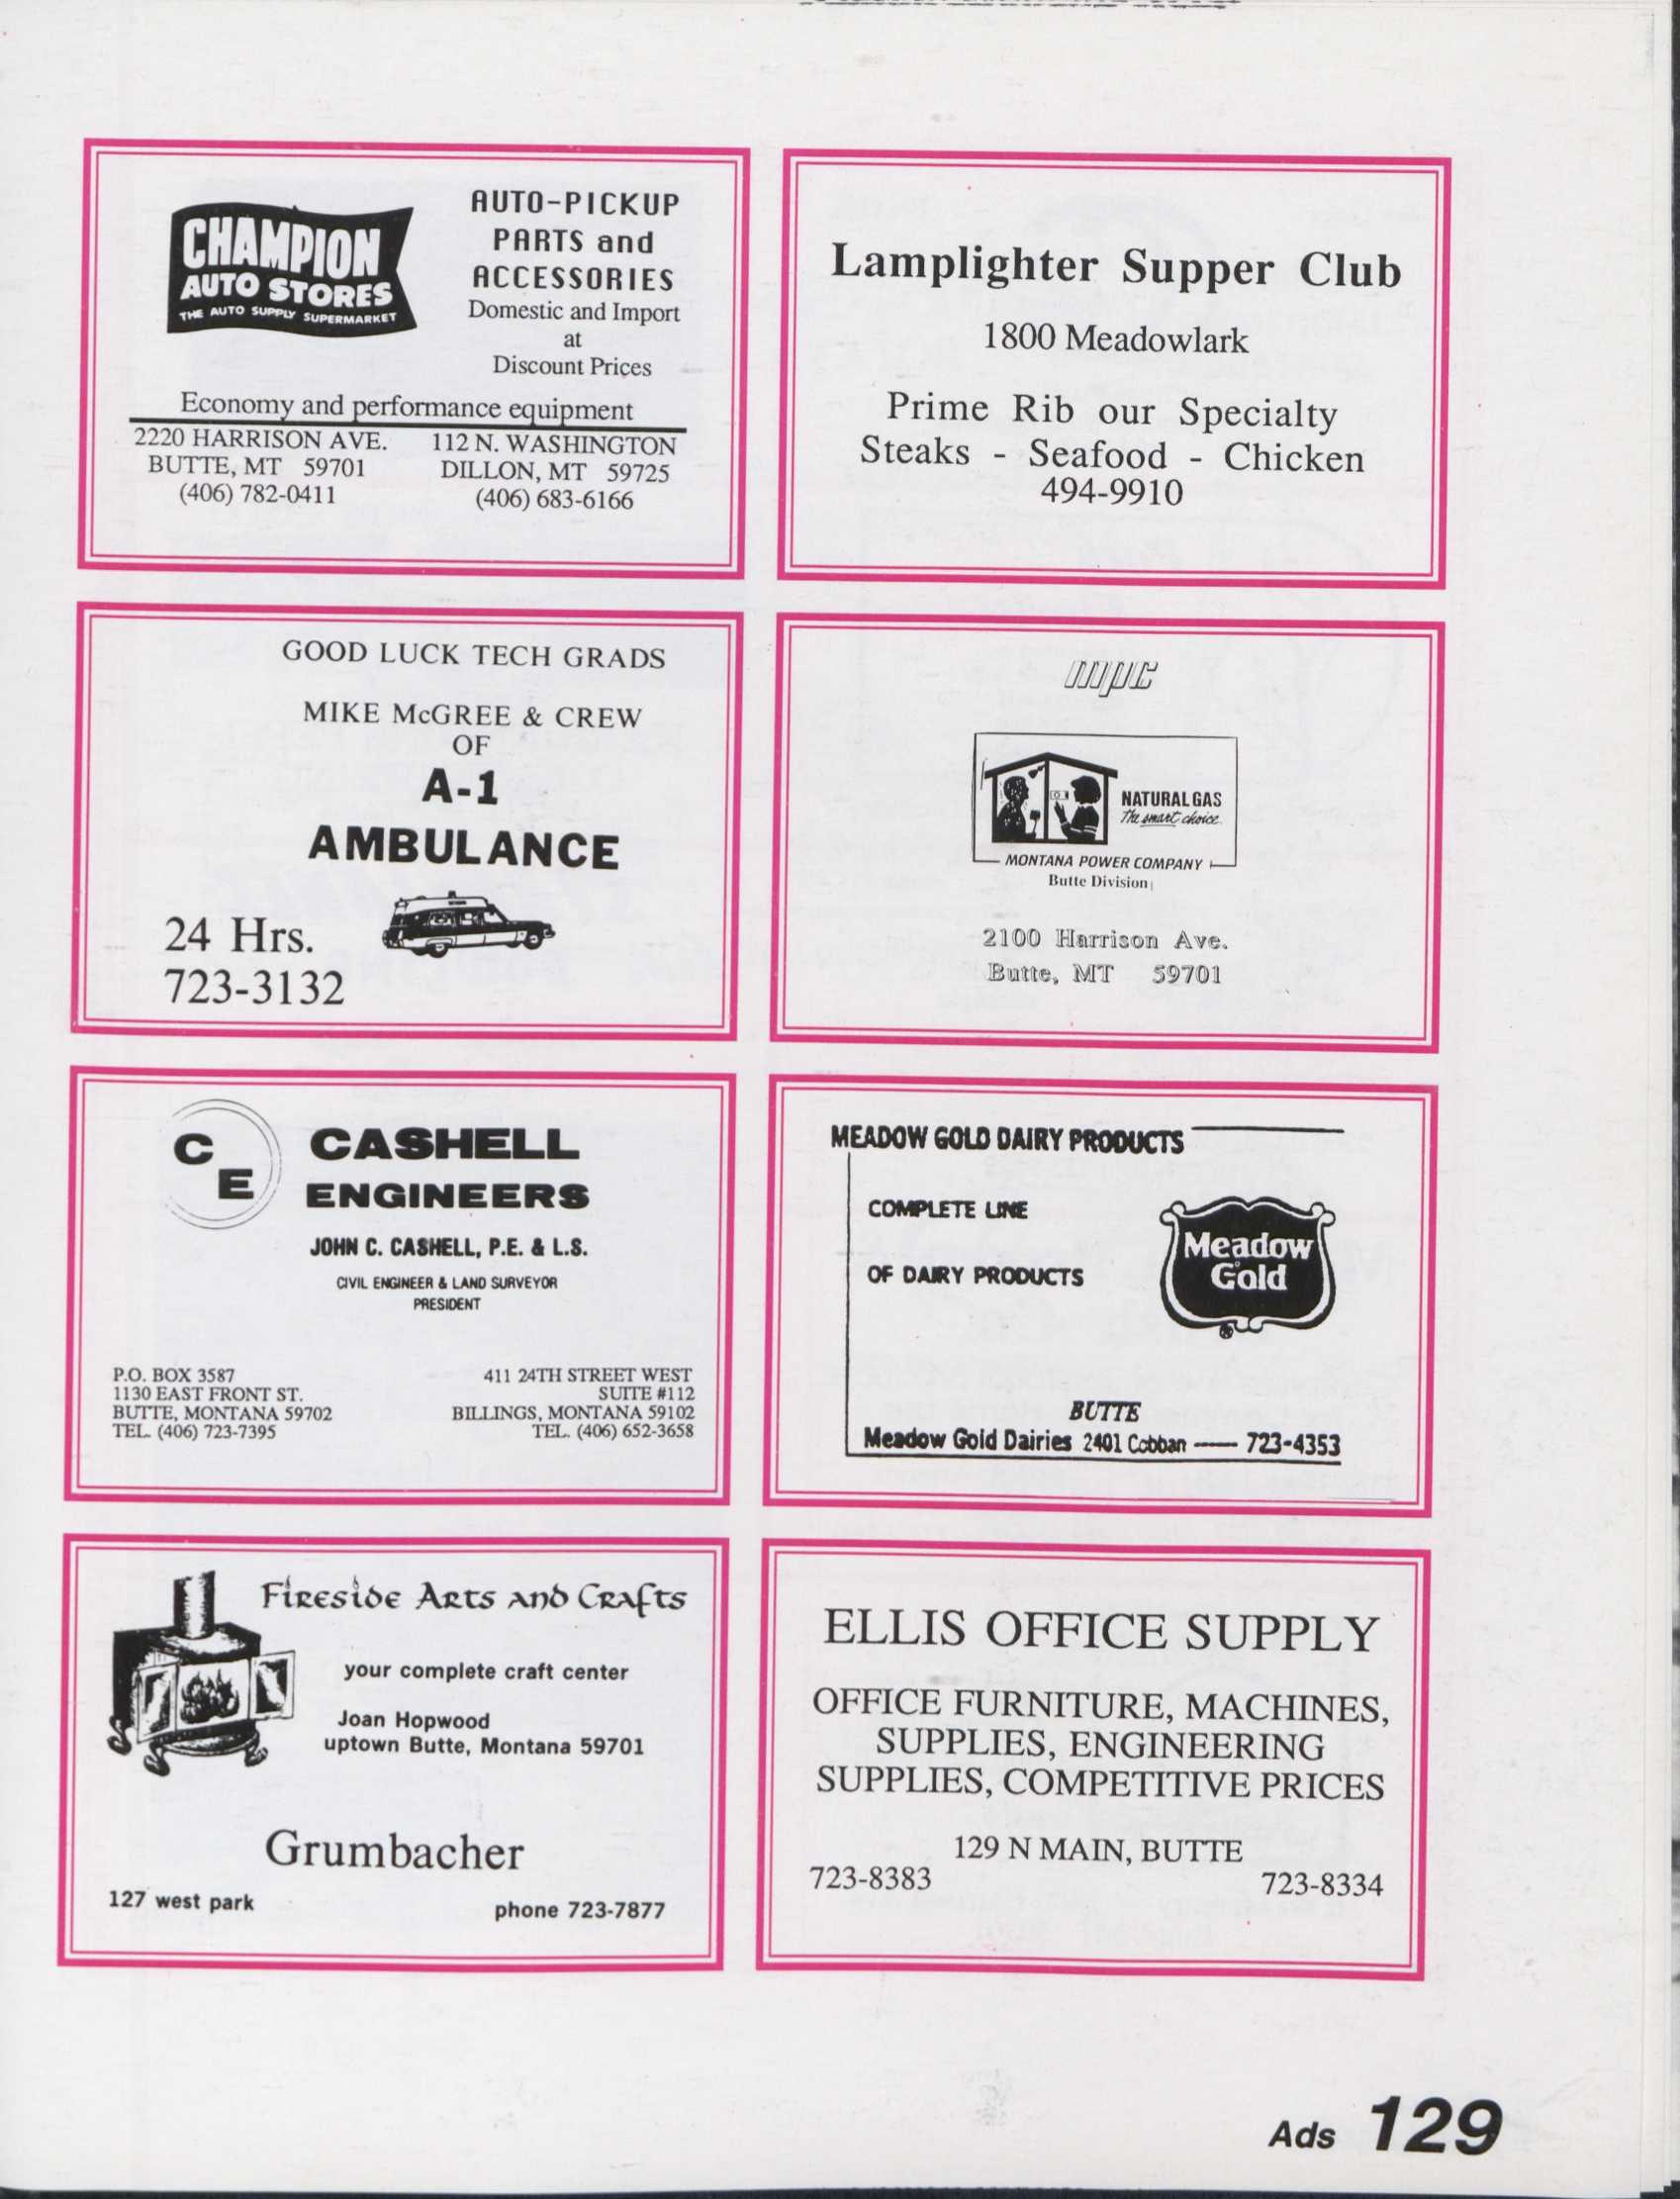 CHAMPION
AUTO STORES
THE AUTO SUPPLY SUPERMARKET
AUTO-PICKUP
PARTS and
ACCESSORIES
Domestic and Import
at
Discount Prices
Economy and performance equipment
2220 HARRISON AVE.
BUTTE, MT 59701
(406) 782-0411
112 N. WASHINGTON
DILLON, MT 59725
(406) 683-6166
Lamplighter Supper Club
1800 Meadowlark
Prime Rib our Specialty
Steaks - Seafood - Chicken
494-9910
GOOD LUCK TECH GRADS
MIKE McGREE & CREW
OF
A-1
AMBULANCE
24 Hrs.
723-3132
mpc
NATURAL GAS
The smart choice.
MONTANA POWER COMPANY
Butte Division
2100 Harrison Ave.
Butte, MT 59701
C
E
CASHELL
ENGINEERS
JOHN C. CASHELL, P.E. & L.S.
CIVIL ENGINEER & LAND SURVEYOR
PRESIDENT
P.O. BOX 3587
1130 EAST FRONT ST.
BUTTE, MONTANA 59702
TEL. (406) 723-7395
411 24TH STREET WEST
SUITE #112
BILLINGS, MONTANA 59102
TEL. (406) 652-3658
MEADOW GOLD DAIRY PRODUCTS
COMPLETE LINE
OF DAIRY PRODUCTS
Meadow
Gold
BUTTE
Meadow Gold Dairies 2401 Cobban —— 723-4353
Fireside Arts and Crafts
your complete craft center
Joan Hopwood
uptown Butte, Montana 59701
Grumbacher
127 west park
phone 723-7877
ELLIS OFFICE SUPPLY
OFFICE FURNITURE, MACHINES,
SUPPLIES, ENGINEERING
SUPPLIES, COMPETITIVE PRICES
129 N MAIN, BUTTE
723-8383
723-8334
Ads 129